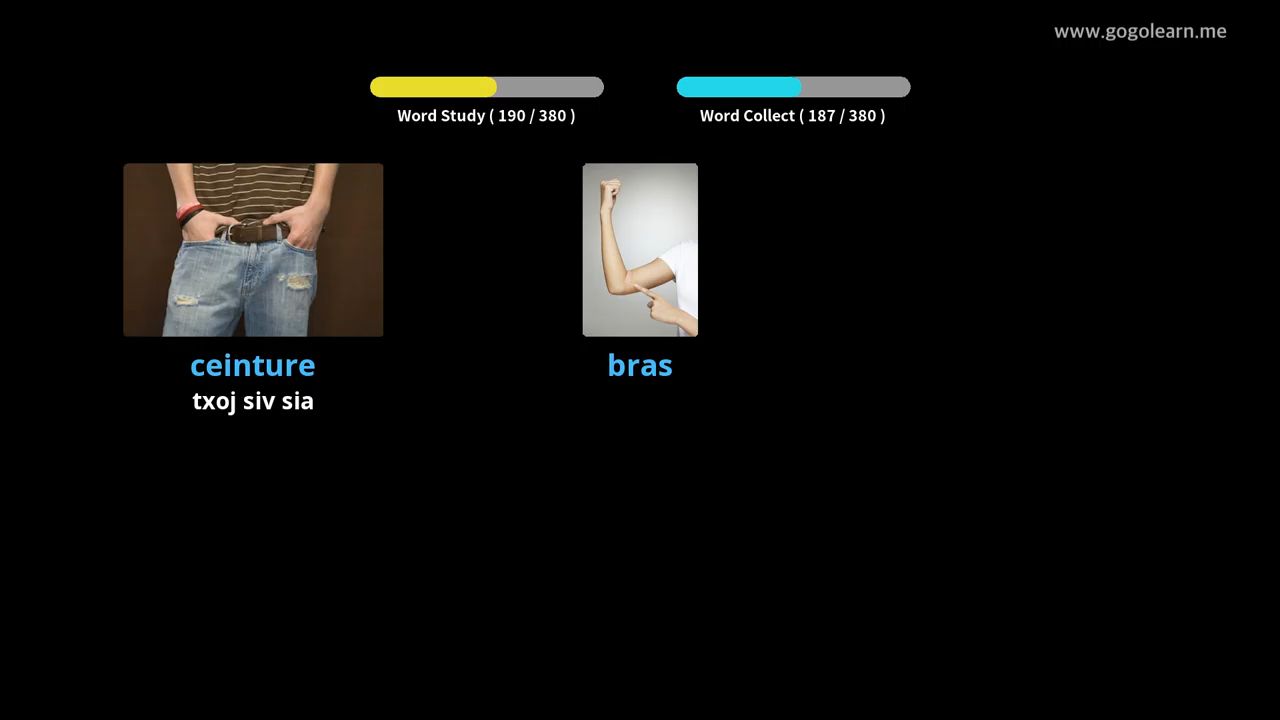 www.gogolearn.me
Word Study ( 190 / 380 )
Word Collect ( 187 / 380 )
ceinture
txoj siv sia
bras